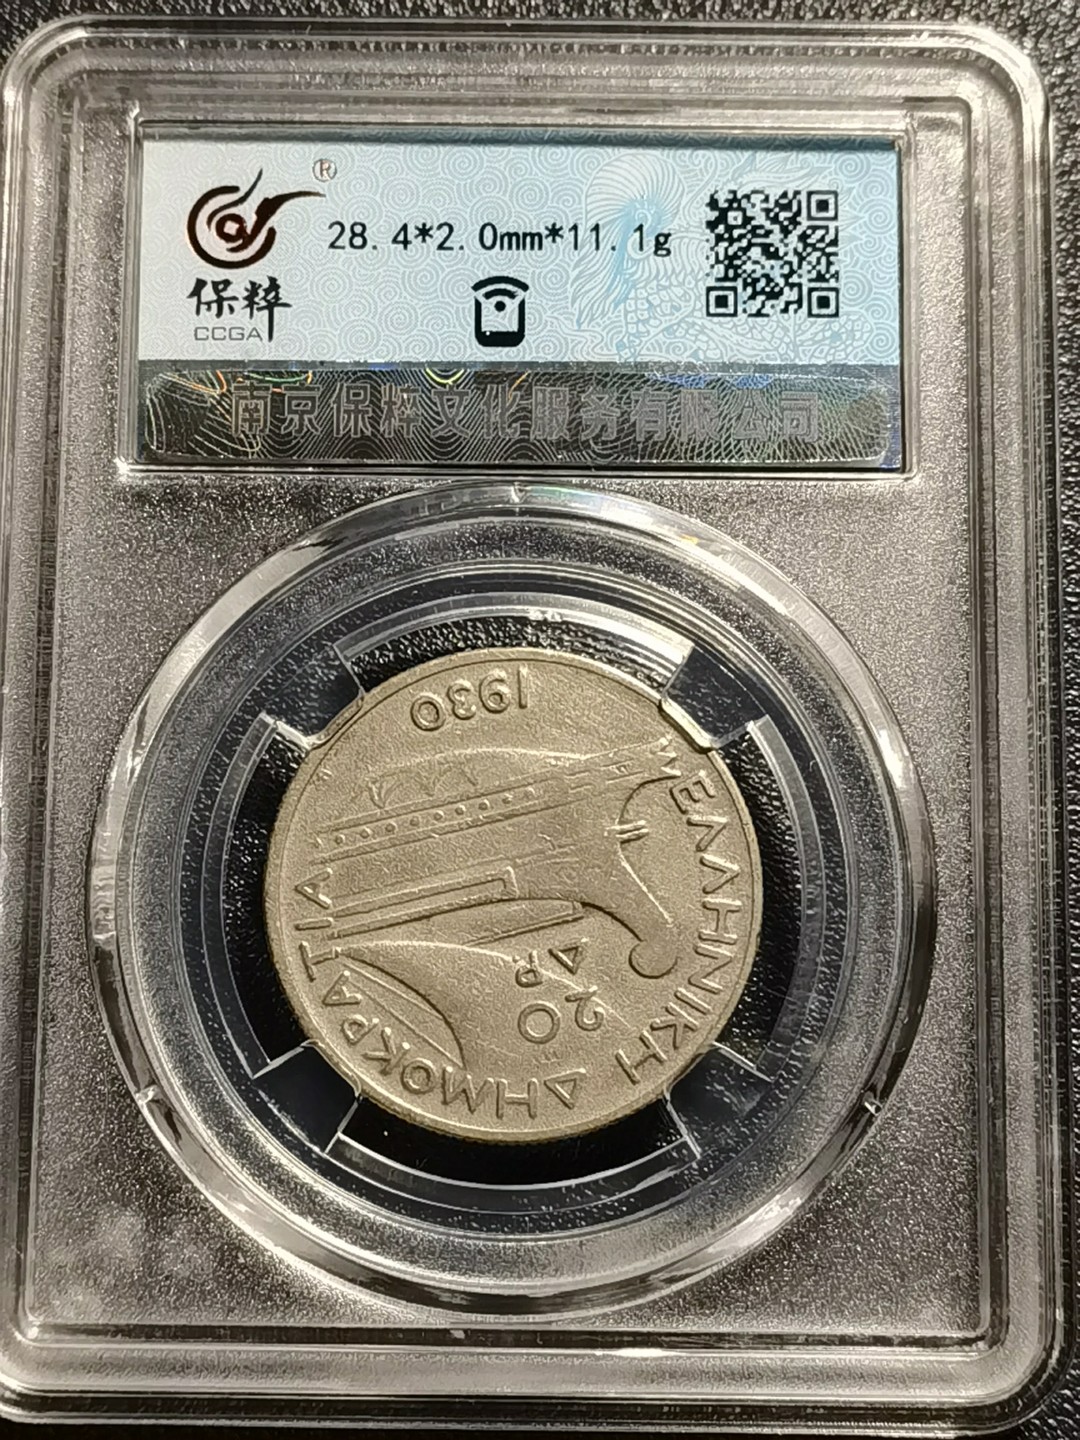 ®
28.4*2.0mm*11.1g
保粹
CCGA
南京保粹文化服务有限公司
1930
ΕΛΛΗΝΙΚΗ ΔΗΜΟΚΡΑΤΙΑ
20
ΔΡ.